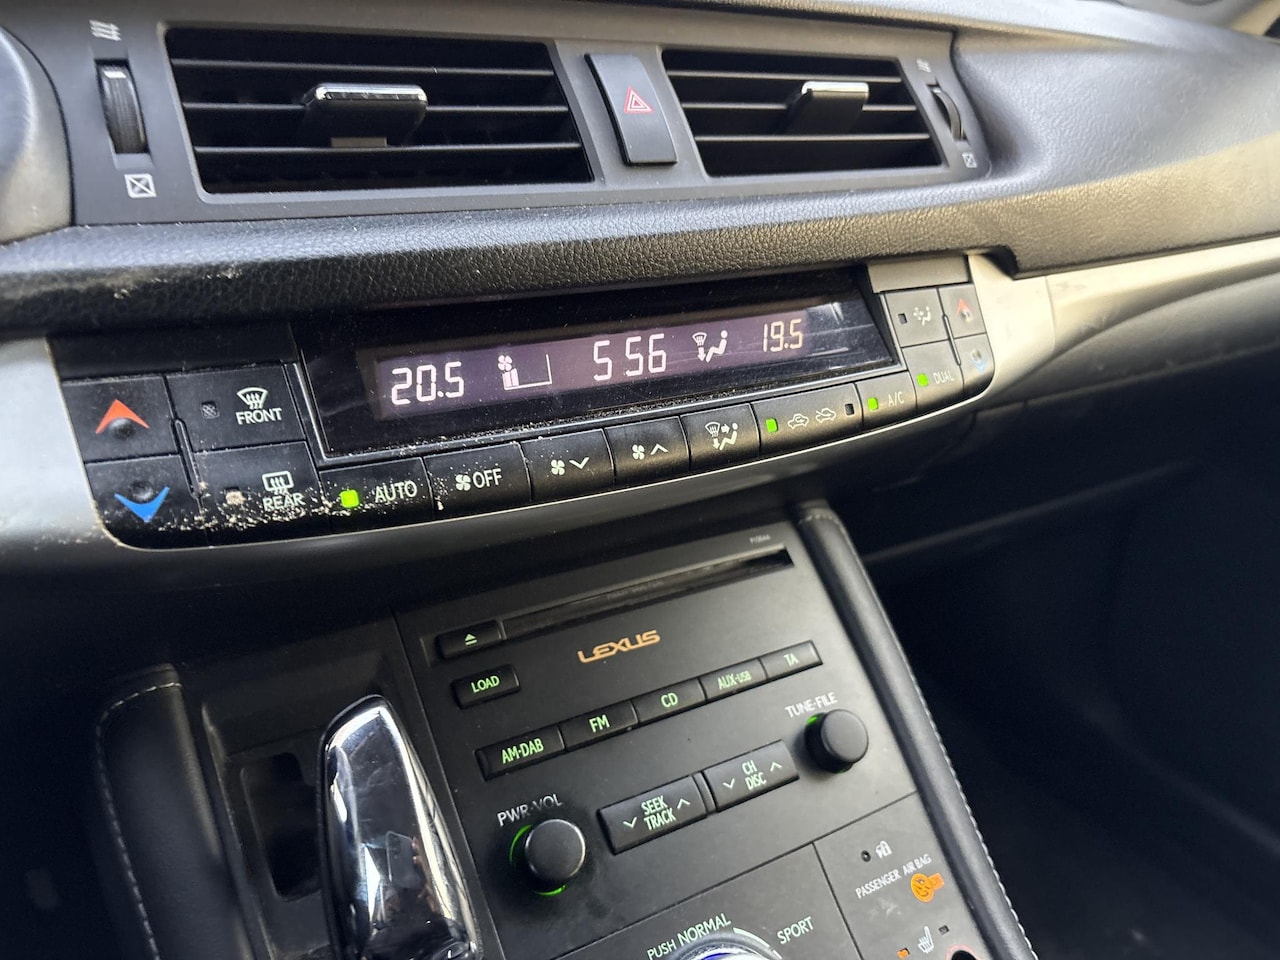 20.5 5 56 19.5
FRONT
REAR AUTO OFF A/C DUAL
LEXUS
LOAD
AM·DAB FM CD AUX·USB TA
TUNE·FILE
PWR·VOL SEEK TRACK CH DISC
PASSENGER AIR BAG
PUSH NORMAL SPORT